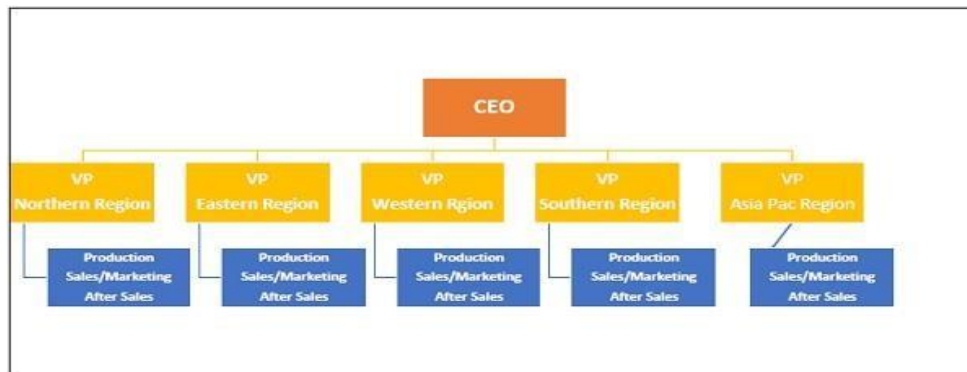 CEO
VP
Northern Region
VP
Eastern Region
VP
Western Rgion
VP
Southern Region
VP
Asia Pac Region
Production
Sales/Marketing
After Sales
Production
Sales/Marketing
After Sales
Production
Sales/Marketing
After Sales
Production
Sales/Marketing
After Sales
Production
Sales/Marketing
After Sales